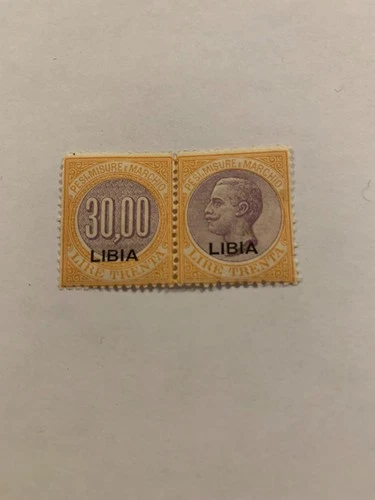 PESI, MISURE E MARCHIO
30,00
LIBIA
LIRE TRENTA
PESI, MISURE E MARCHIO
LIBIA
LIRE TRENTA